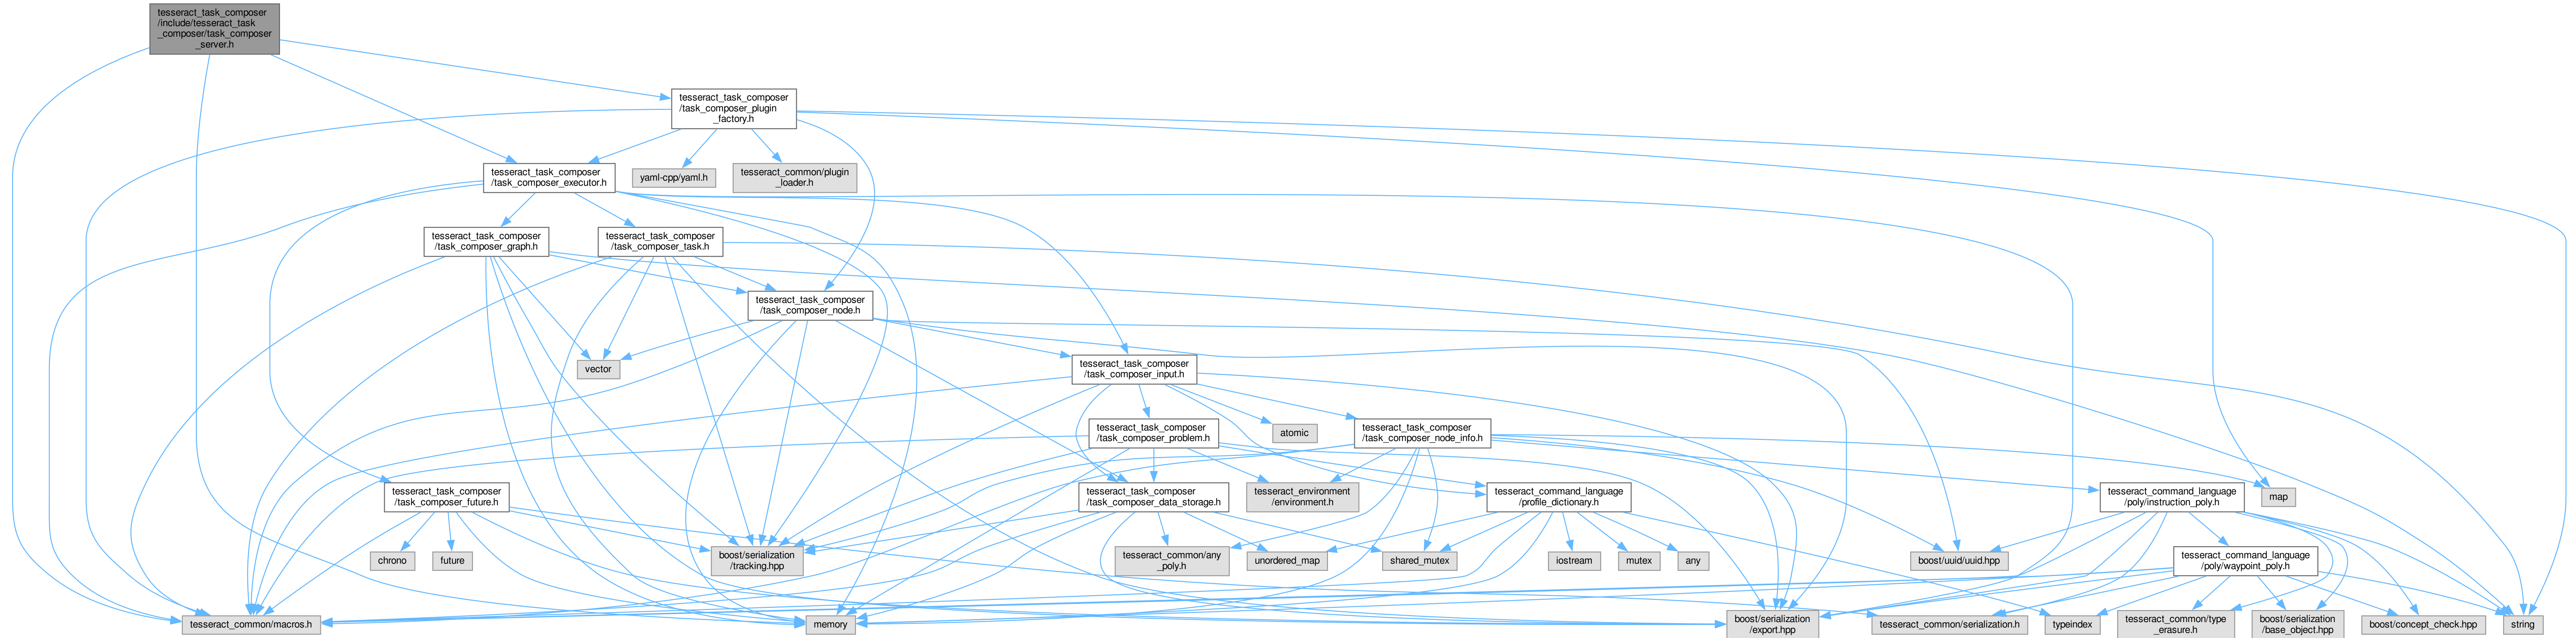 tesseract_task_composer
/include/tesseract_task
_composer/task_composer
_server.h
tesseract_task_composer
/task_composer_plugin
_factory.h
tesseract_task_composer
/task_composer_executor.h
yaml-cpp/yaml.h
tesseract_common/plugin
_loader.h
tesseract_task_composer
/task_composer_graph.h
tesseract_task_composer
/task_composer_task.h
tesseract_task_composer
/task_composer_node.h
vector
tesseract_task_composer
/task_composer_input.h
tesseract_task_composer
/task_composer_problem.h
atomic
tesseract_task_composer
/task_composer_node_info.h
tesseract_task_composer
/task_composer_future.h
tesseract_task_composer
/task_composer_data_storage.h
tesseract_environment
/environment.h
tesseract_command_language
/profile_dictionary.h
tesseract_command_language
/poly/instruction_poly.h
map
chrono
future
boost/serialization
/tracking.hpp
tesseract_common/any
_poly.h
unordered_map
shared_mutex
iostream
mutex
any
boost/uuid/uuid.hpp
tesseract_command_language
/poly/waypoint_poly.h
tesseract_common/macros.h
memory
boost/serialization
/export.hpp
tesseract_common/serialization.h
typeindex
tesseract_common/type
_erasure.h
boost/serialization
/base_object.hpp
boost/concept_check.hpp
string